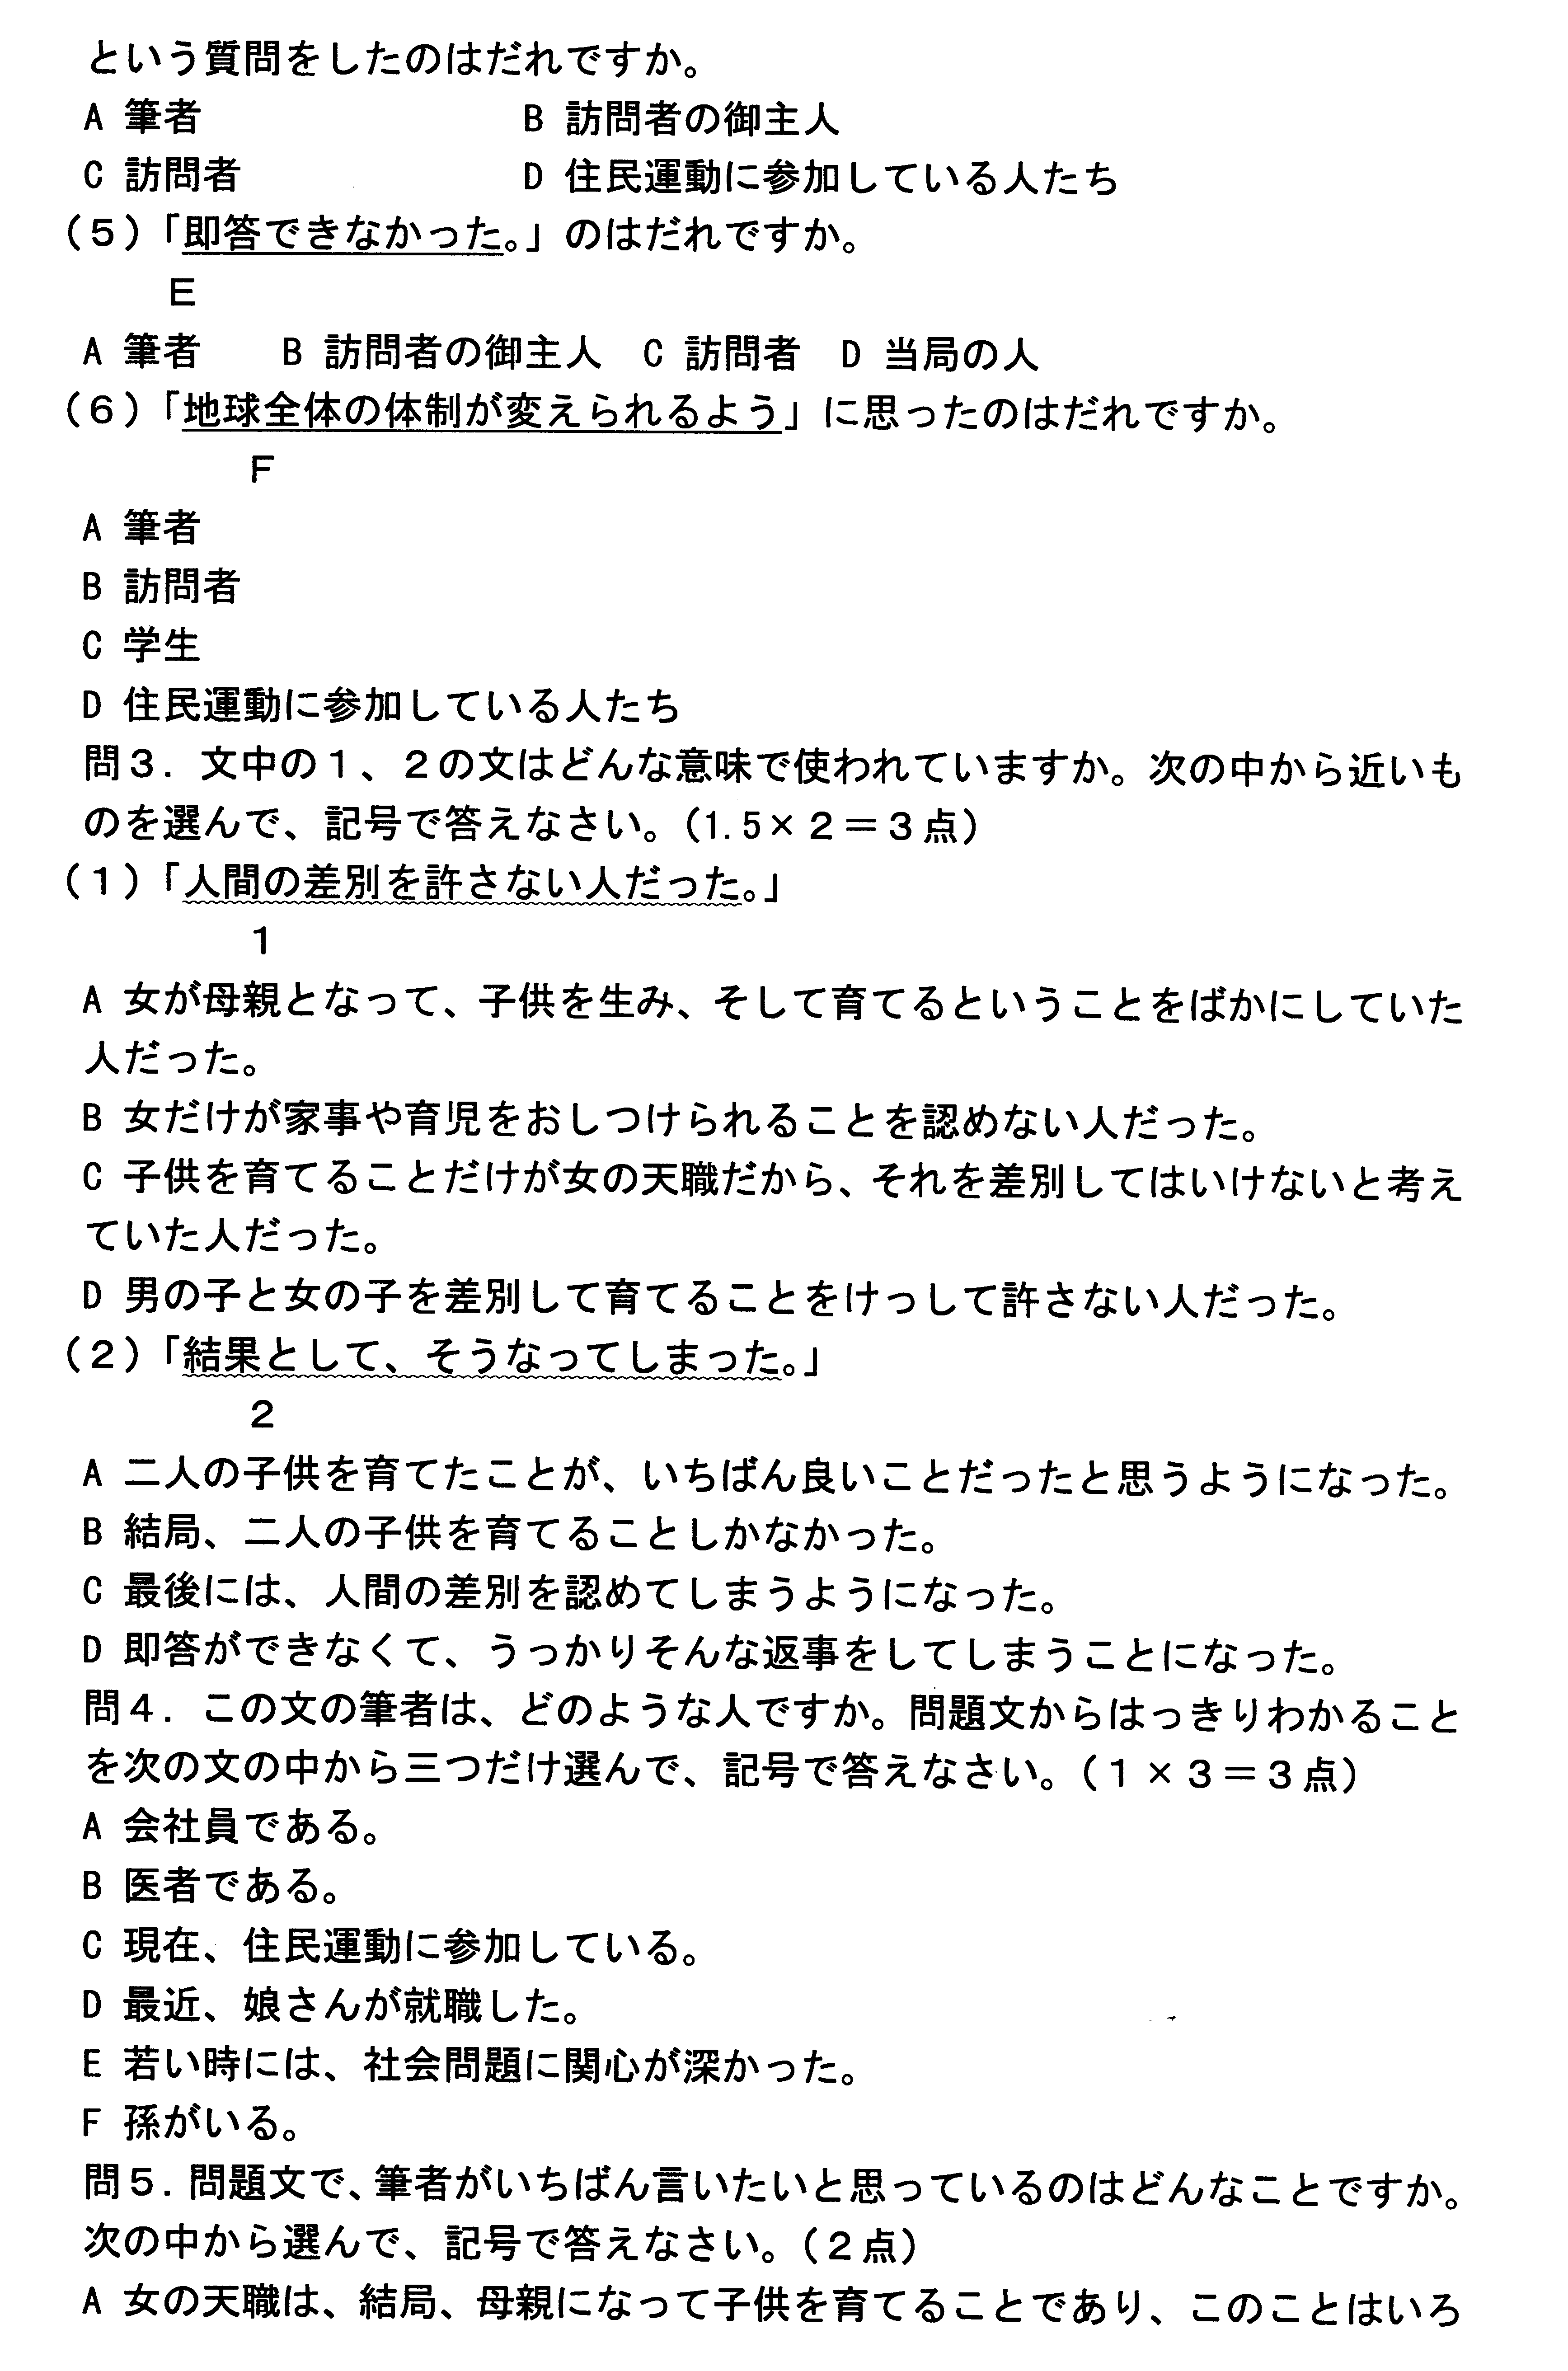 という質問をしたのはだれですか。
A 筆者 B 訪問者の御主人
C 訪問者 D 住民運動に参加している人たち
（５）「即答できなかった。」のはだれですか。
E
A 筆者 B 訪問者の御主人 C 訪問者 D 当局の人
（６）「地球全体の体制が変えられるよう」に思ったのはだれですか。
F
A 筆者
B 訪問者
C 学生
D 住民運動に参加している人たち
問３．文中の１、２の文はどんな意味で使われていますか。次の中から近いも
のを選んで、記号で答えなさい。（1.5×２＝３点）
（１）「人間の差別を許さない人だった。」
1
A 女が母親となって、子供を生み、そして育てるということをばかにしていた
人だった。
B 女だけが家事や育児をおしつけられることを認めない人だった。
C 子供を育てることだけが女の天職だから、それを差別してはいけないと考え
ていた人だった。
D 男の子と女の子を差別して育てることをけっして許さない人だった。
（２）「結果として、そうなってしまった。」
2
A 二人の子供を育てたことが、いちばん良いことだったと思うようになった。
B 結局、二人の子供を育てることしかなかった。
C 最後には、人間の差別を認めてしまうようになった。
D 即答ができなくて、うっかりそんな返事をしてしまうことになった。
問４．この文の筆者は、どのような人ですか。問題文からはっきりわかること
を次の文の中から三つだけ選んで、記号で答えなさい。（１×３＝３点）
A 会社員である。
B 医者である。
C 現在、住民運動に参加している。
D 最近、娘さんが就職した。
E 若い時には、社会問題に関心が深かった。
F 孫がいる。
問５．問題文で、筆者がいちばん言いたいと思っているのはどんなことですか。
次の中から選んで、記号で答えなさい。（２点）
A 女の天職は、結局、母親になって子供を育てることであり、このことはいろ